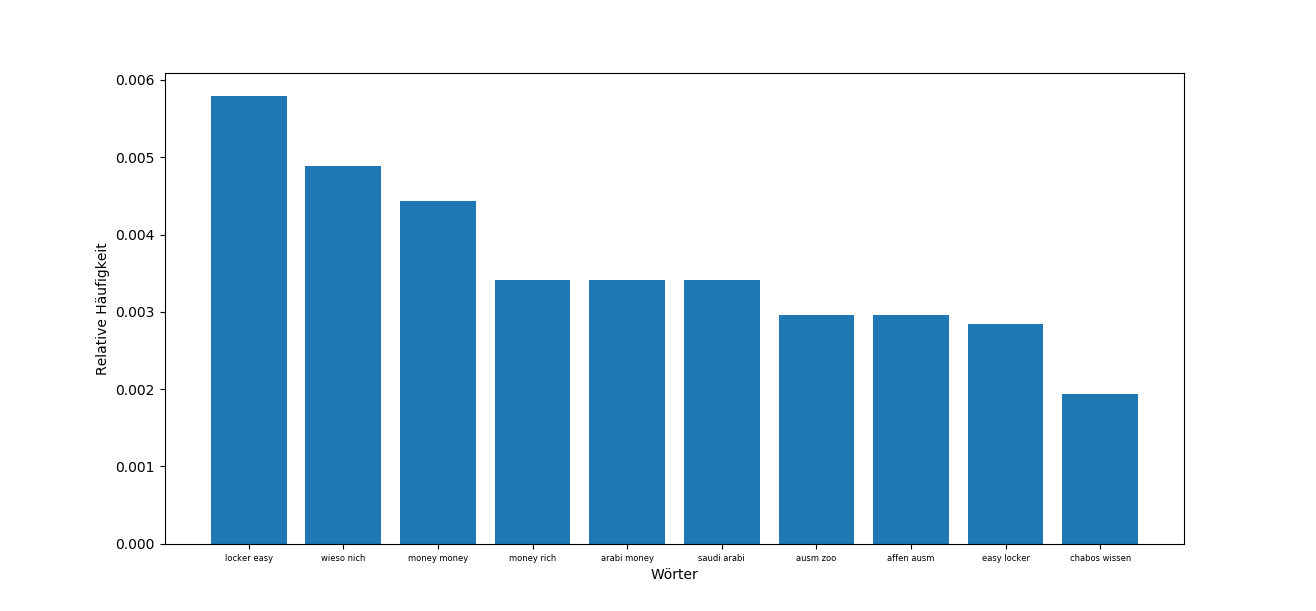 0.006
0.005
0.004
0.003
0.002
0.001
0.000
Relative Häufigkeit
locker easy wieso nich money money money rich arabi money saudi arabi ausm zoo affen ausm easy locker chabos wissen
Wörter